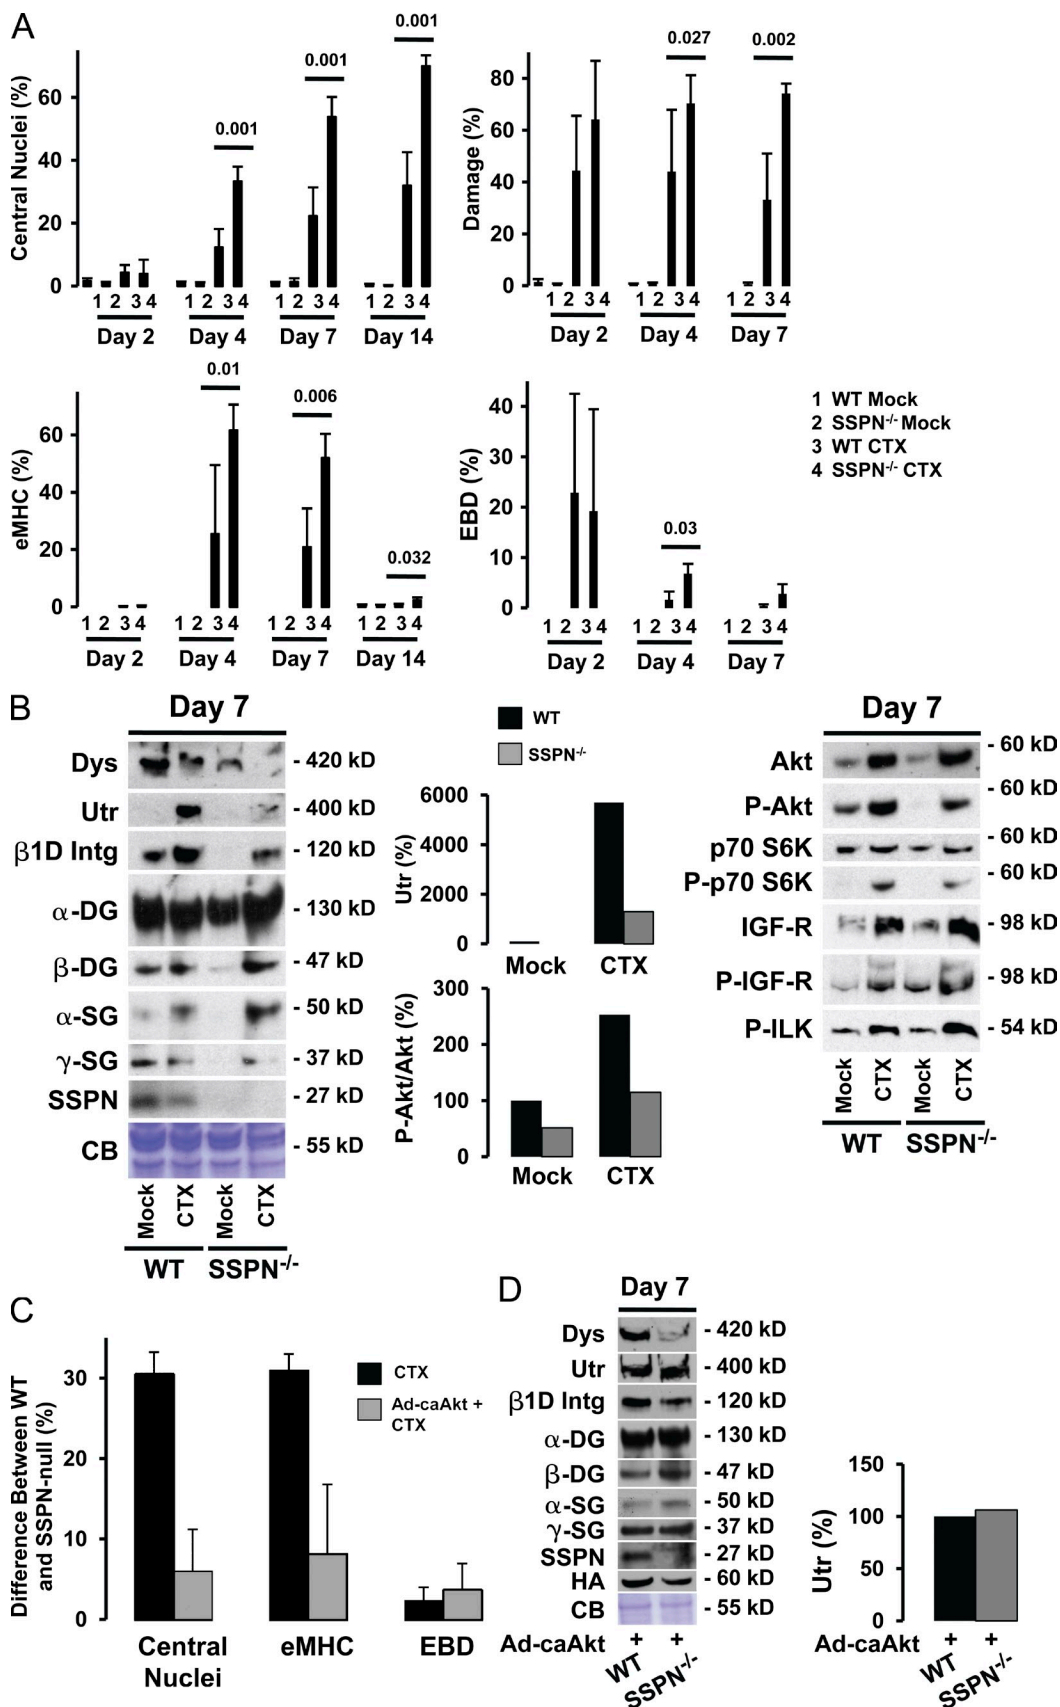 A
Central Nuclei (%)
60
40
20
0
0.001
0.001
0.001
1 2 3 4 1 2 3 4 1 2 3 4 1 2 3 4
Day 2 Day 4 Day 7 Day 14
Damage (%)
80
60
40
20
0
0.027
0.002
1 2 3 4 1 2 3 4 1 2 3 4
Day 2 Day 4 Day 7
eMHC (%)
60
40
20
0
0.01
0.006
0.032
1 2 3 4 1 2 3 4 1 2 3 4 1 2 3 4
Day 2 Day 4 Day 7 Day 14
EBD (%)
40
30
20
10
0
0.03
1 2 3 4 1 2 3 4 1 2 3 4
Day 2 Day 4 Day 7
1 WT Mock
2 SSPN-/- Mock
3 WT CTX
4 SSPN-/- CTX
B
Day 7
Dys - 420 kD
Utr - 400 kD
β1D Intg - 120 kD
α-DG - 130 kD
β-DG - 47 kD
α-SG - 50 kD
γ-SG - 37 kD
SSPN - 27 kD
CB - 55 kD
Mock CTX Mock CTX
WT SSPN-/-
WT
SSPN-/-
Utr (%)
6000
4000
2000
0
Mock CTX
P-Akt/Akt (%)
300
200
100
0
Mock CTX
Day 7
Akt - 60 kD
P-Akt - 60 kD
p70 S6K - 60 kD
P-p70 S6K - 60 kD
IGF-R - 98 kD
P-IGF-R - 98 kD
P-ILK - 54 kD
Mock CTX Mock CTX
WT SSPN-/-
C
Difference Between WT
and SSPN-null (%)
30
20
10
0
CTX
Ad-caAkt +
CTX
Central
Nuclei
eMHC
EBD
D
Day 7
Dys - 420 kD
Utr - 400 kD
β1D Intg - 120 kD
α-DG - 130 kD
β-DG - 47 kD
α-SG - 50 kD
γ-SG - 37 kD
SSPN - 27 kD
HA - 60 kD
CB - 55 kD
Ad-caAkt + +
WT SSPN-/-
Utr (%)
150
100
50
0
Ad-caAkt + +
WT SSPN-/-